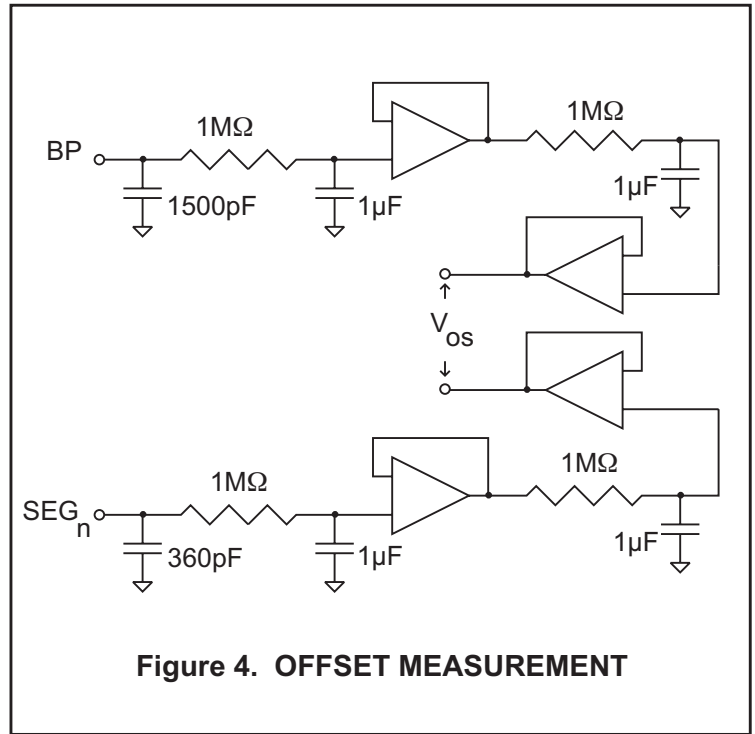 1MΩ
1MΩ
BP
1500pF
1µF
1µF
V
os
1MΩ
1MΩ
SEG
n
360pF
1µF
1µF
Figure 4. OFFSET MEASUREMENT